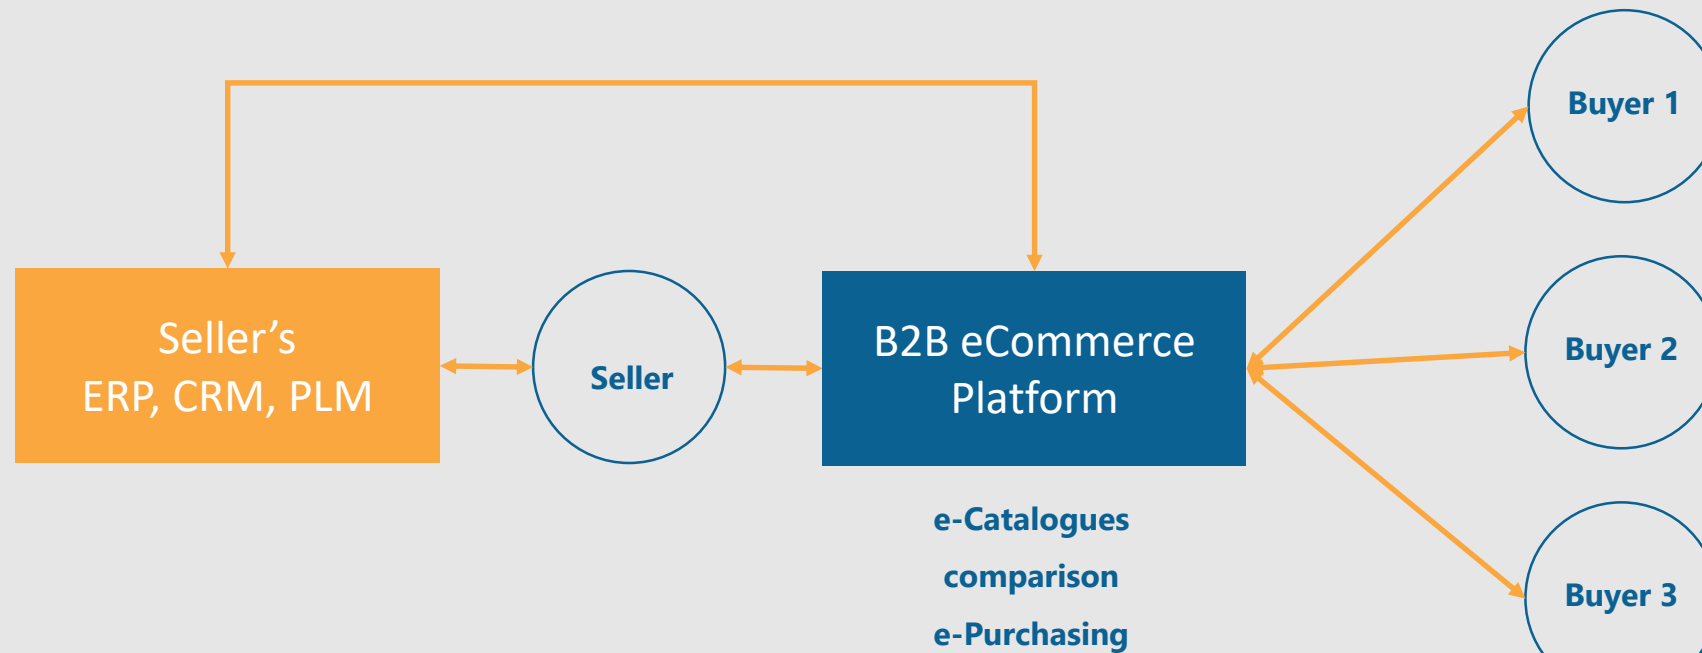 Buyer 1
Seller’s
ERP, CRM, PLM
Seller
B2B eCommerce
Platform
Buyer 2
e-Catalogues
comparison
e-Purchasing
Buyer 3